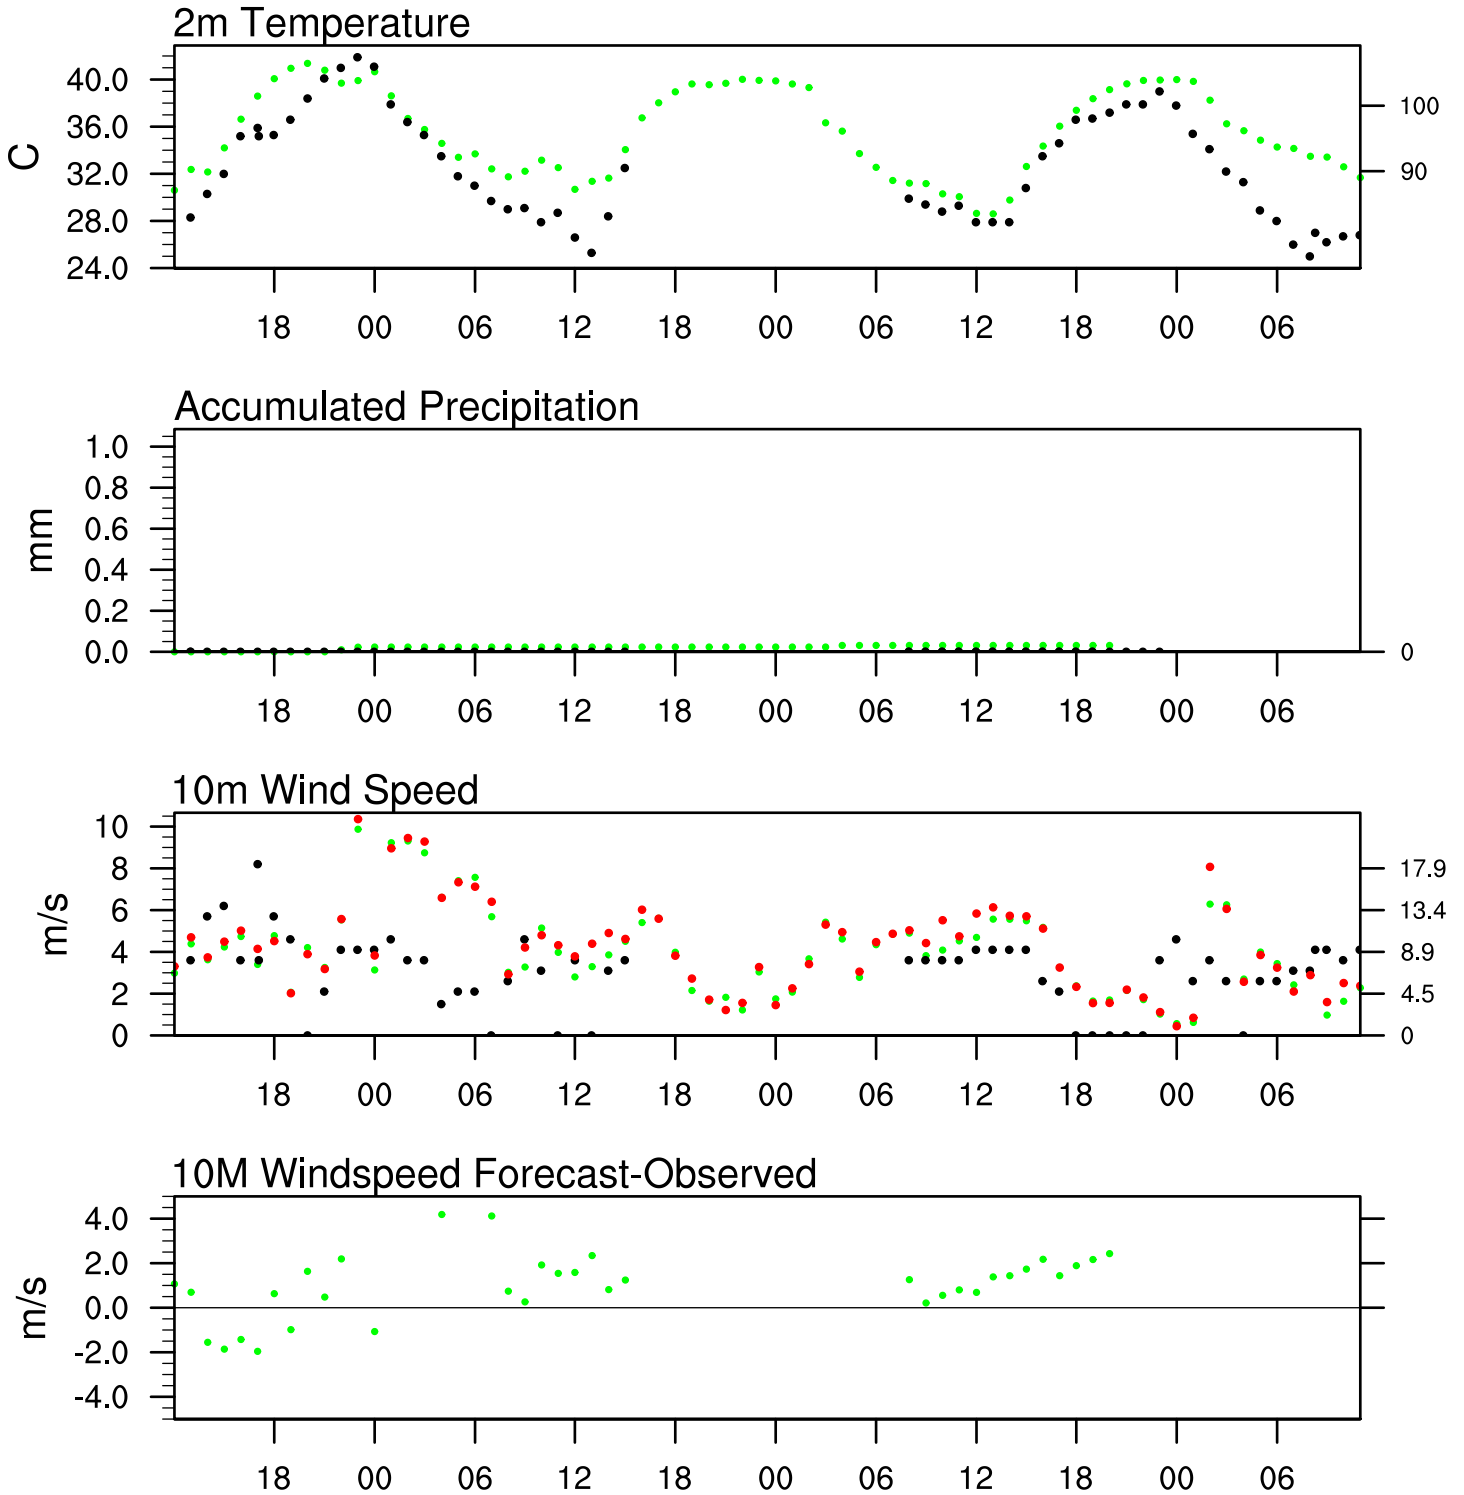 2m Temperature
40.0
36.0
32.0
28.0
24.0
C
100
90
18 00 06 12 18 00 06 12 18 00 06
Accumulated Precipitation
1.0
0.8
0.6
0.4
0.2
0.0
mm
0
18 00 06 12 18 00 06 12 18 00 06
10m Wind Speed
10
8
6
4
2
0
m/s
17.9
13.4
8.9
4.5
0
18 00 06 12 18 00 06 12 18 00 06
10M Windspeed Forecast-Observed
4.0
2.0
0.0
-2.0
-4.0
m/s
18 00 06 12 18 00 06 12 18 00 06